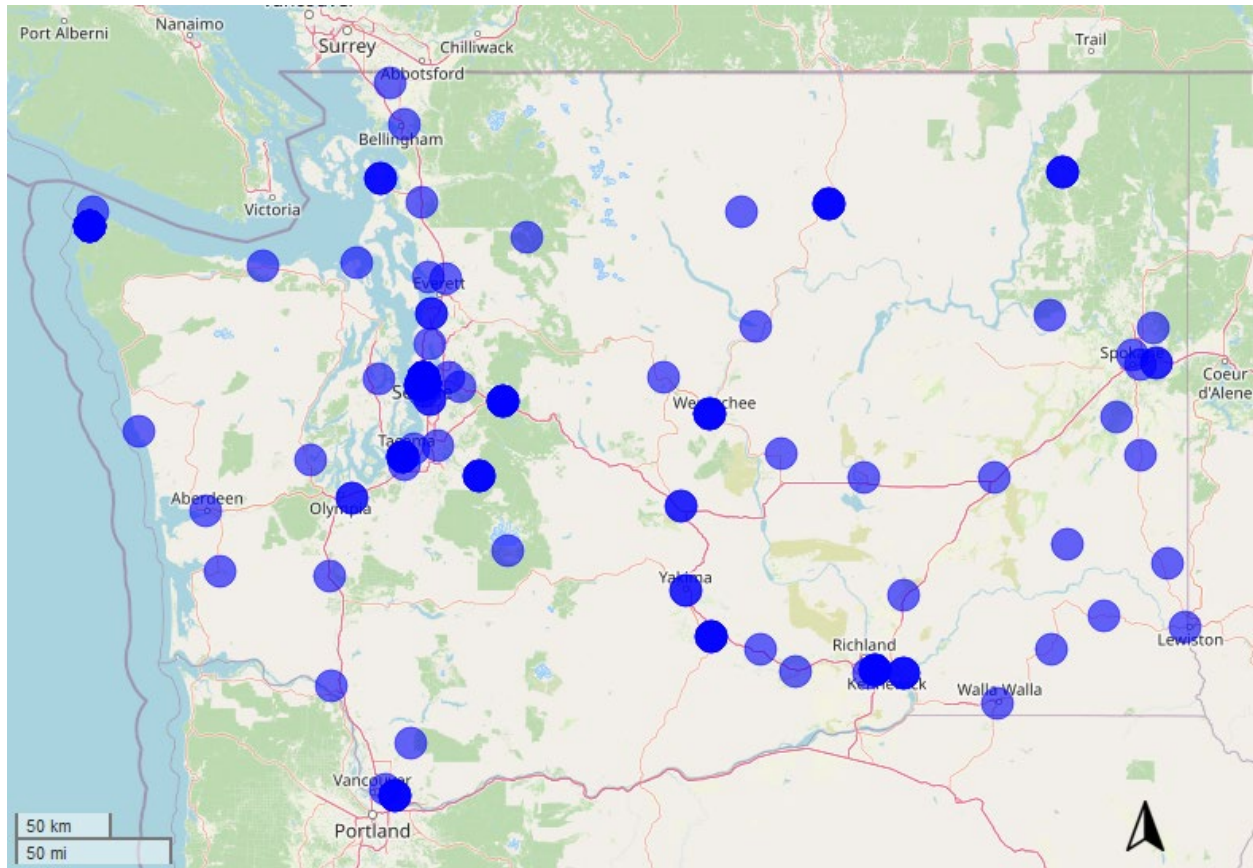 Port Alberni
Nanaimo
Surrey
Chilliwack
Trail
Abbotsford
Bellingham
Victoria
Everett
Spokane
Coeur
d'Alene
Tacoma
Aberdeen
Olympia
Yakima
Richland
Lewiston
Walla Walla
Vancouver
Portland
50 km
50 mi